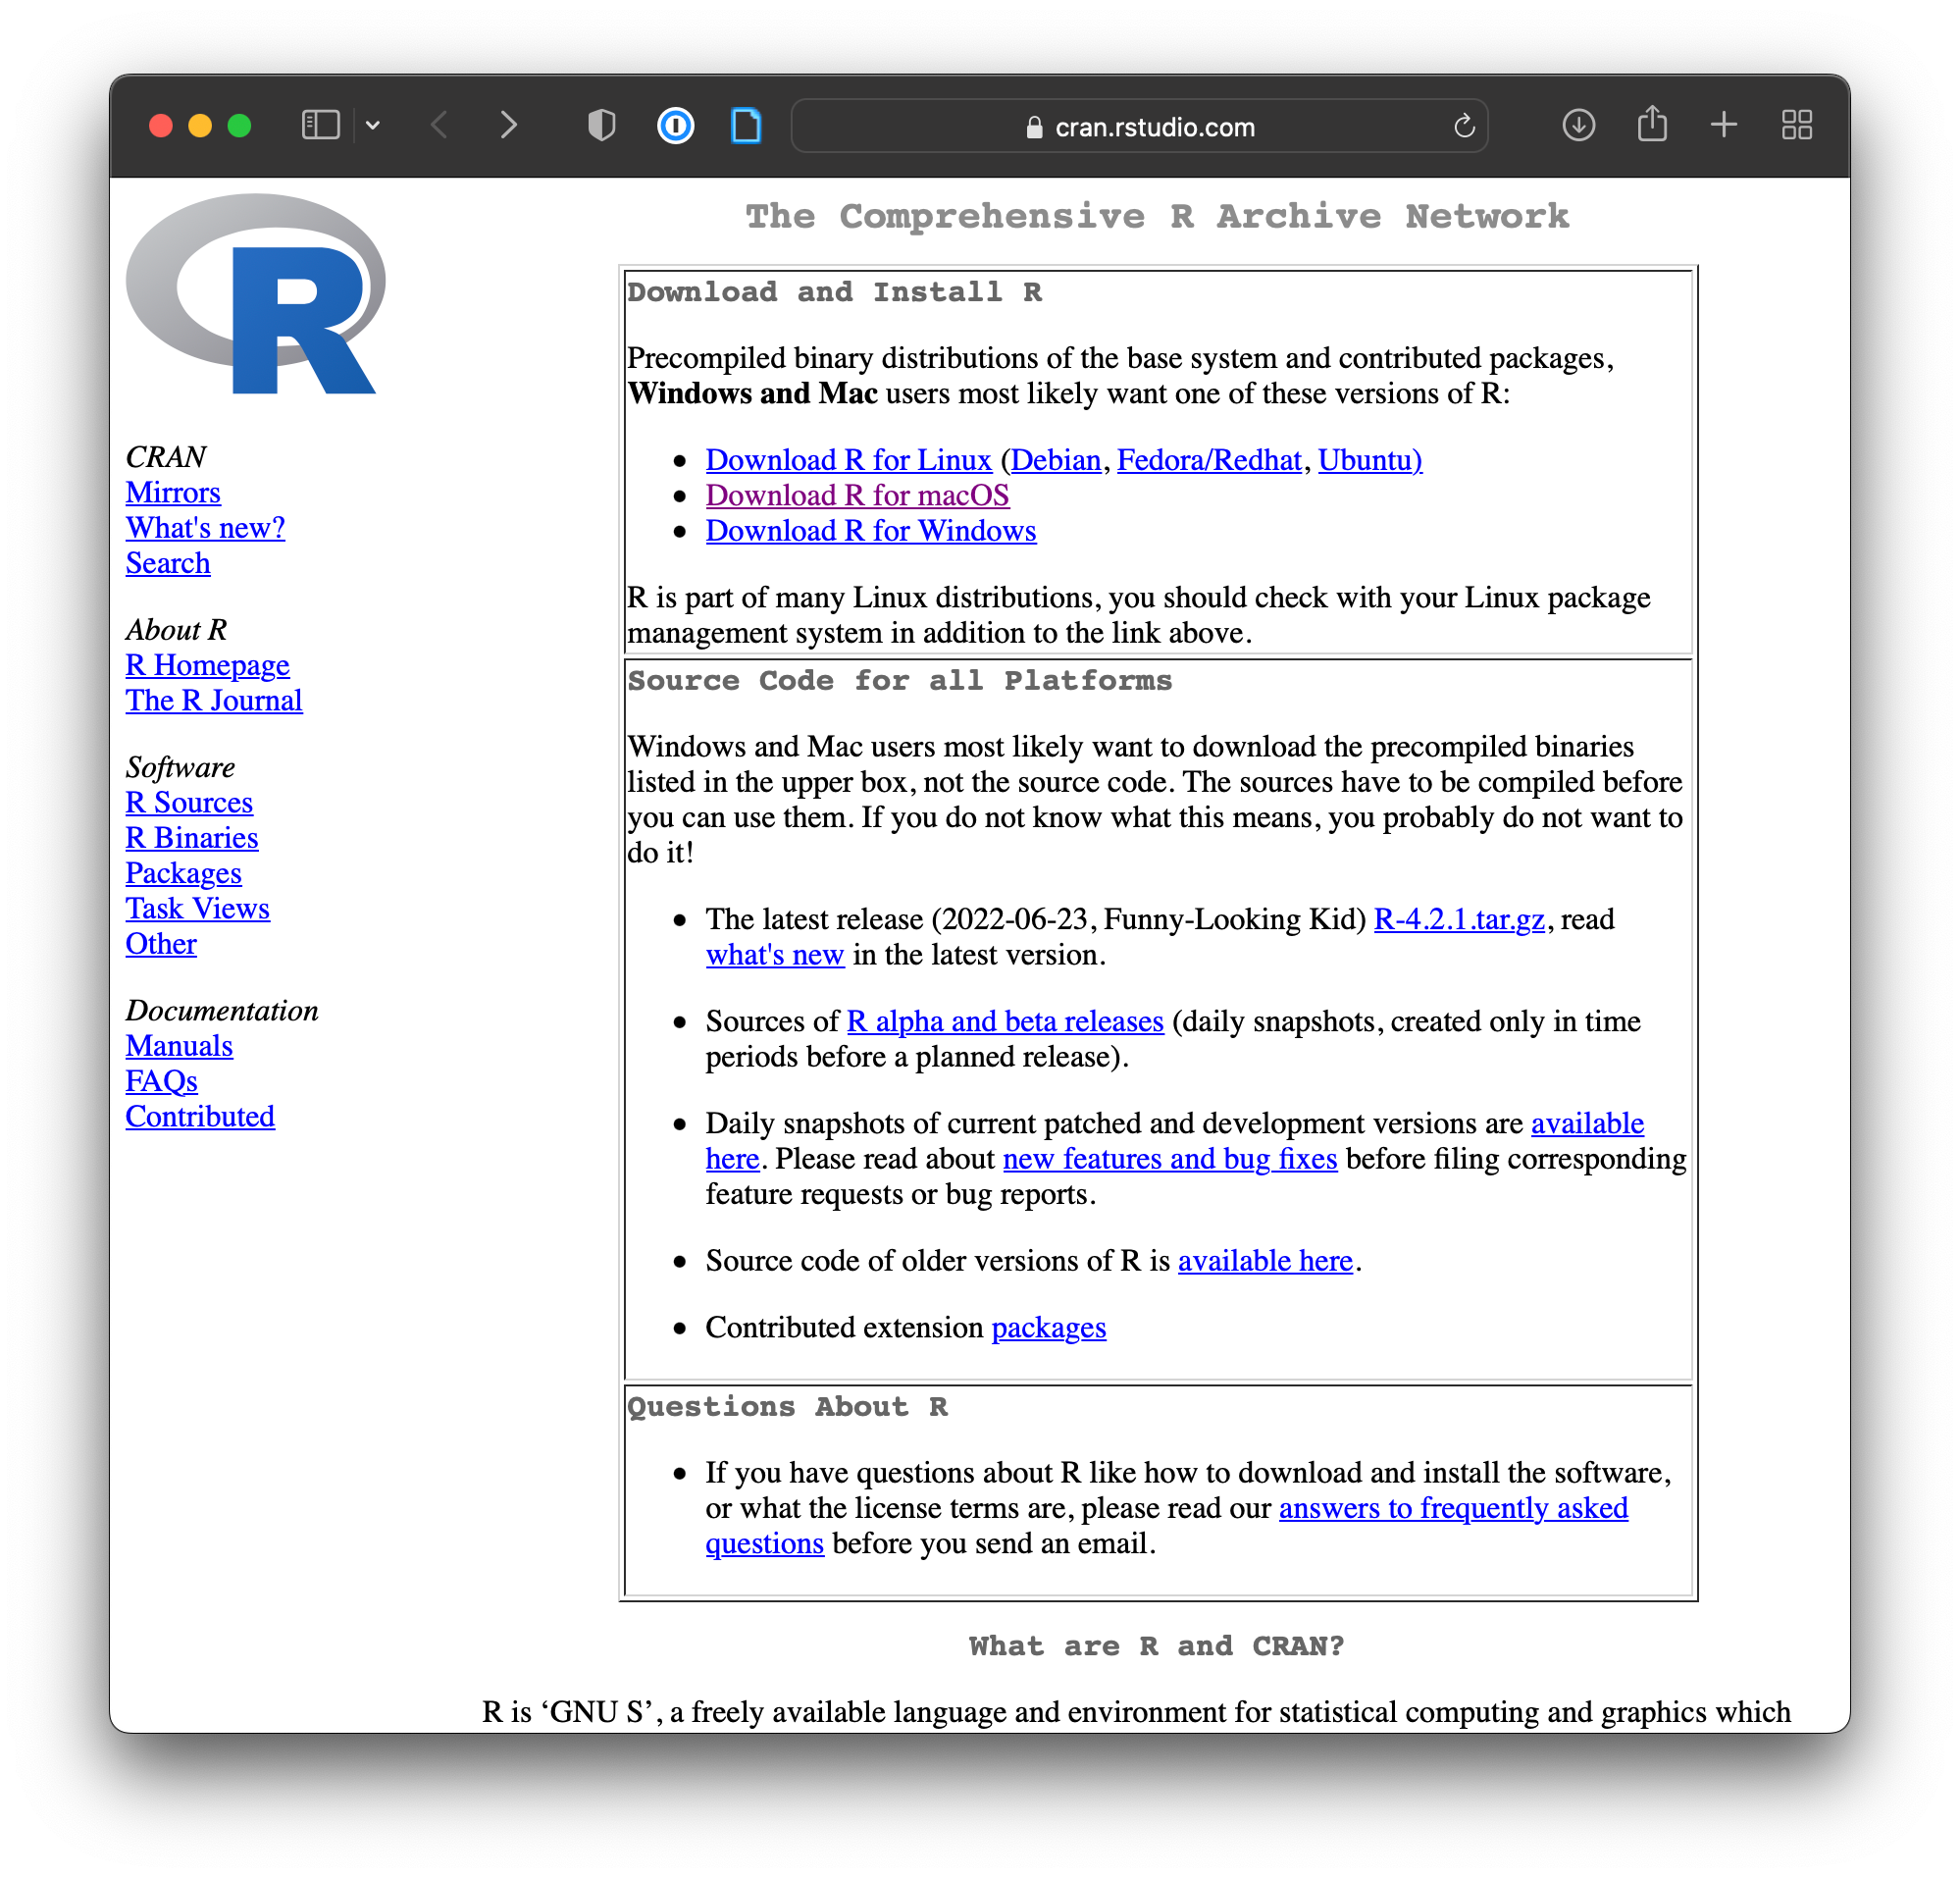 cran.rstudio.com
R
CRAN
Mirrors
What's new?
Search
About R
R Homepage
The R Journal
Software
R Sources
R Binaries
Packages
Task Views
Other
Documentation
Manuals
FAQs
Contributed
The Comprehensive R Archive Network
Download and Install R
Precompiled binary distributions of the base system and contributed packages,
Windows and Mac users most likely want one of these versions of R:
• Download R for Linux (Debian, Fedora/Redhat, Ubuntu)
• Download R for macOS
• Download R for Windows
R is part of many Linux distributions, you should check with your Linux package
management system in addition to the link above.
Source Code for all Platforms
Windows and Mac users most likely want to download the precompiled binaries
listed in the upper box, not the source code. The sources have to be compiled before
you can use them. If you do not know what this means, you probably do not want to
do it!
• The latest release (2022-06-23, Funny-Looking Kid) R-4.2.1.tar.gz, read
what's new in the latest version.
• Sources of R alpha and beta releases (daily snapshots, created only in time
periods before a planned release).
• Daily snapshots of current patched and development versions are available
here. Please read about new features and bug fixes before filing corresponding
feature requests or bug reports.
• Source code of older versions of R is available here.
• Contributed extension packages
Questions About R
• If you have questions about R like how to download and install the software,
or what the license terms are, please read our answers to frequently asked
questions before you send an email.
What are R and CRAN?
R is ‘GNU S’, a freely available language and environment for statistical computing and graphics which